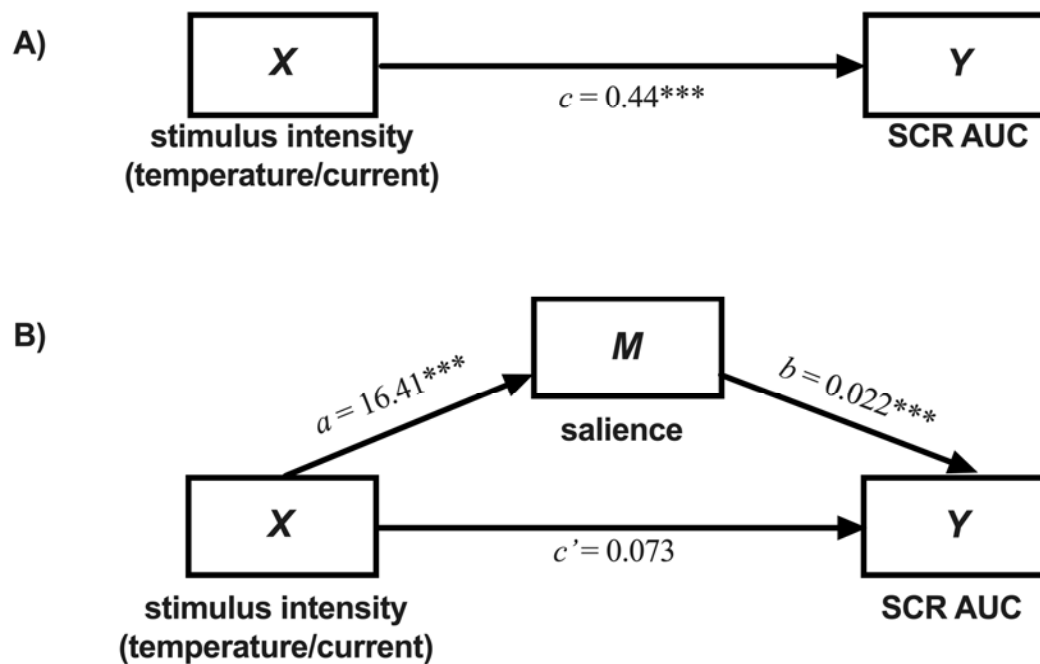 A)
X
Y
c = 0.44***
stimulus intensity
(temperature/current)
SCR AUC
B)
M
a = 16.41***
b = 0.022***
salience
X
Y
c’ = 0.073
stimulus intensity
(temperature/current)
SCR AUC